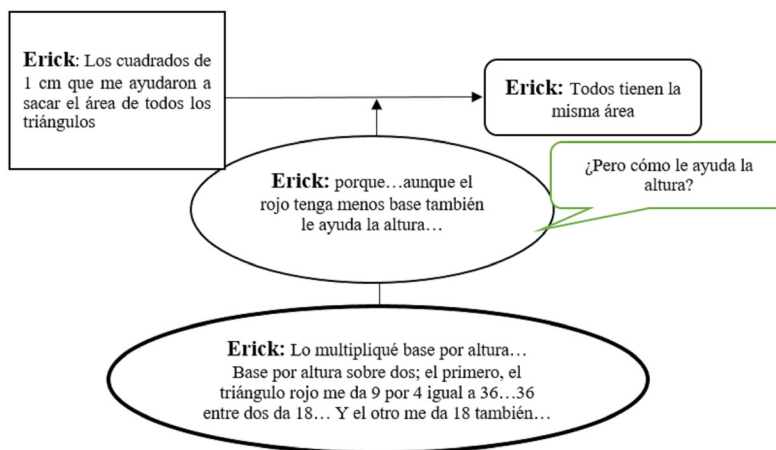 Erick: Los cuadrados de
1 cm que me ayudaron a
sacar el área de todos los
triángulos
Erick: Todos tienen la
misma área
¿Pero cómo le ayuda la
altura?
Erick: porque…aunque el
rojo tenga menos base también
le ayuda la altura…
Erick: Lo multipliqué base por altura…
Base por altura sobre dos; el primero, el
triángulo rojo me da 9 por 4 igual a 36…36
entre dos da 18… Y el otro me da 18 también…